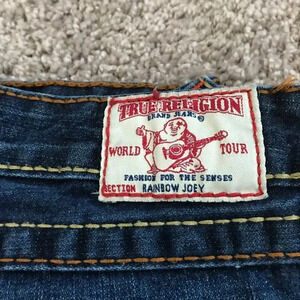 TRUE RELIGION
BRAND JEANS®
WORLD TOUR
FASHION FOR THE SENSES
SECTION RAINBOW JOEY